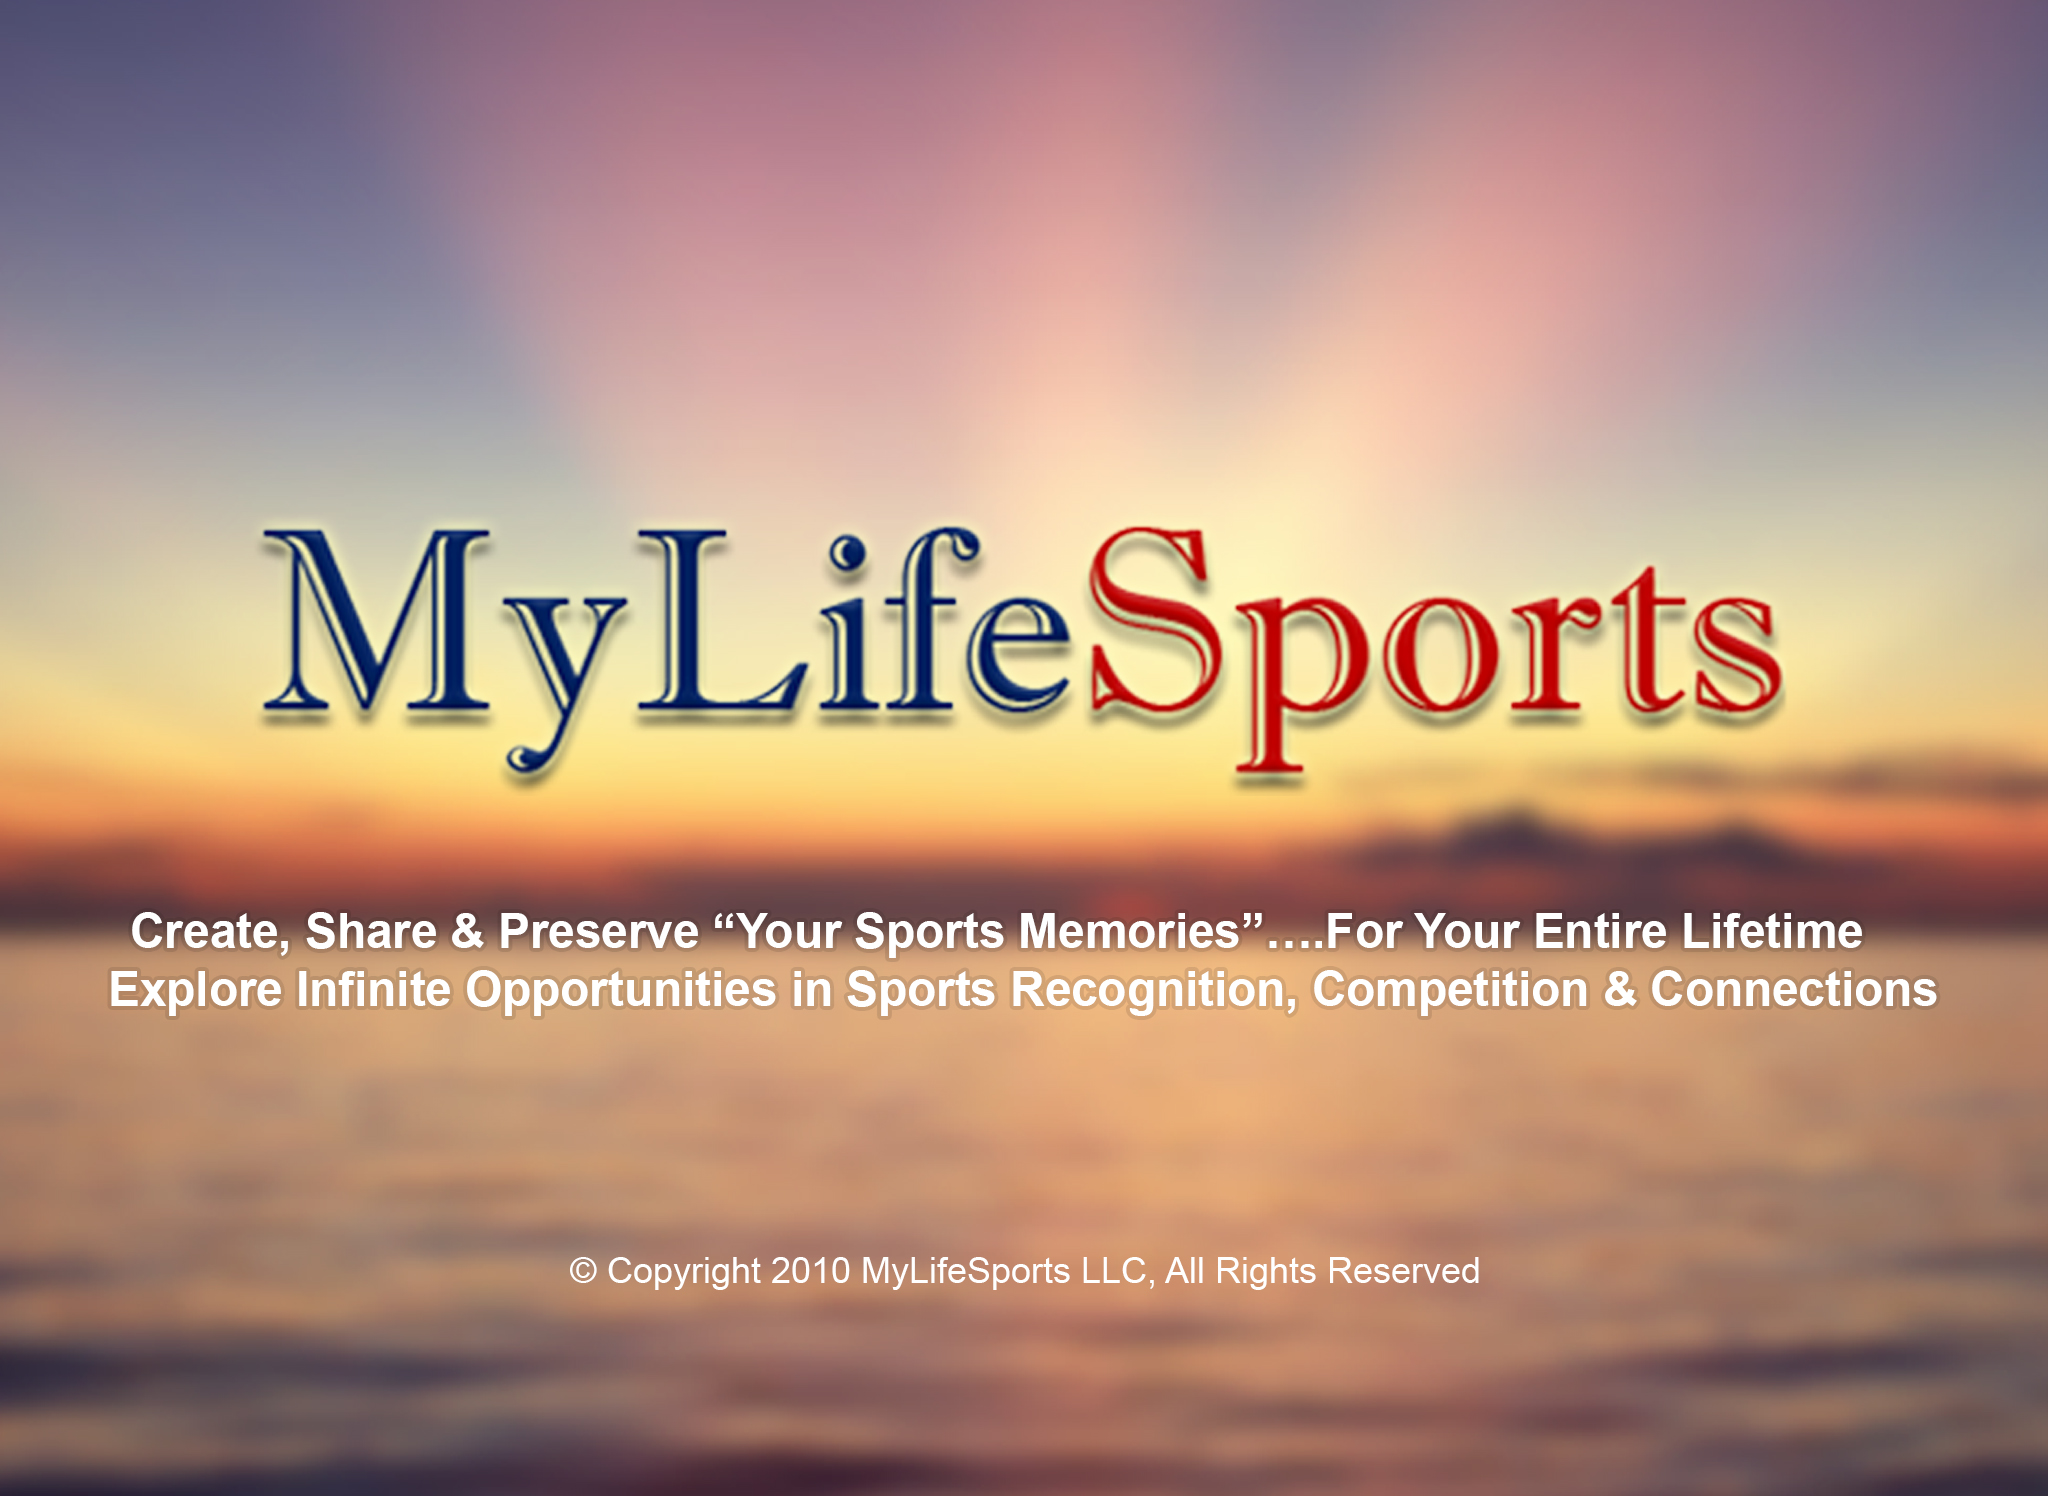 MyLifeSports
Create, Share & Preserve “Your Sports Memories”....For Your Entire Lifetime
Explore Infinite Opportunities in Sports Recognition, Competition & Connections
© Copyright 2010 MyLifeSports LLC, All Rights Reserved